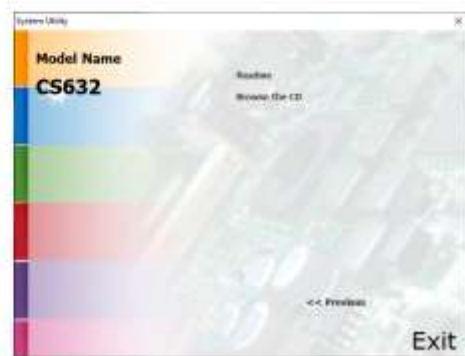 System Utility
Model Name
CS632
Readme
Browse the CD
<< Previous
Exit